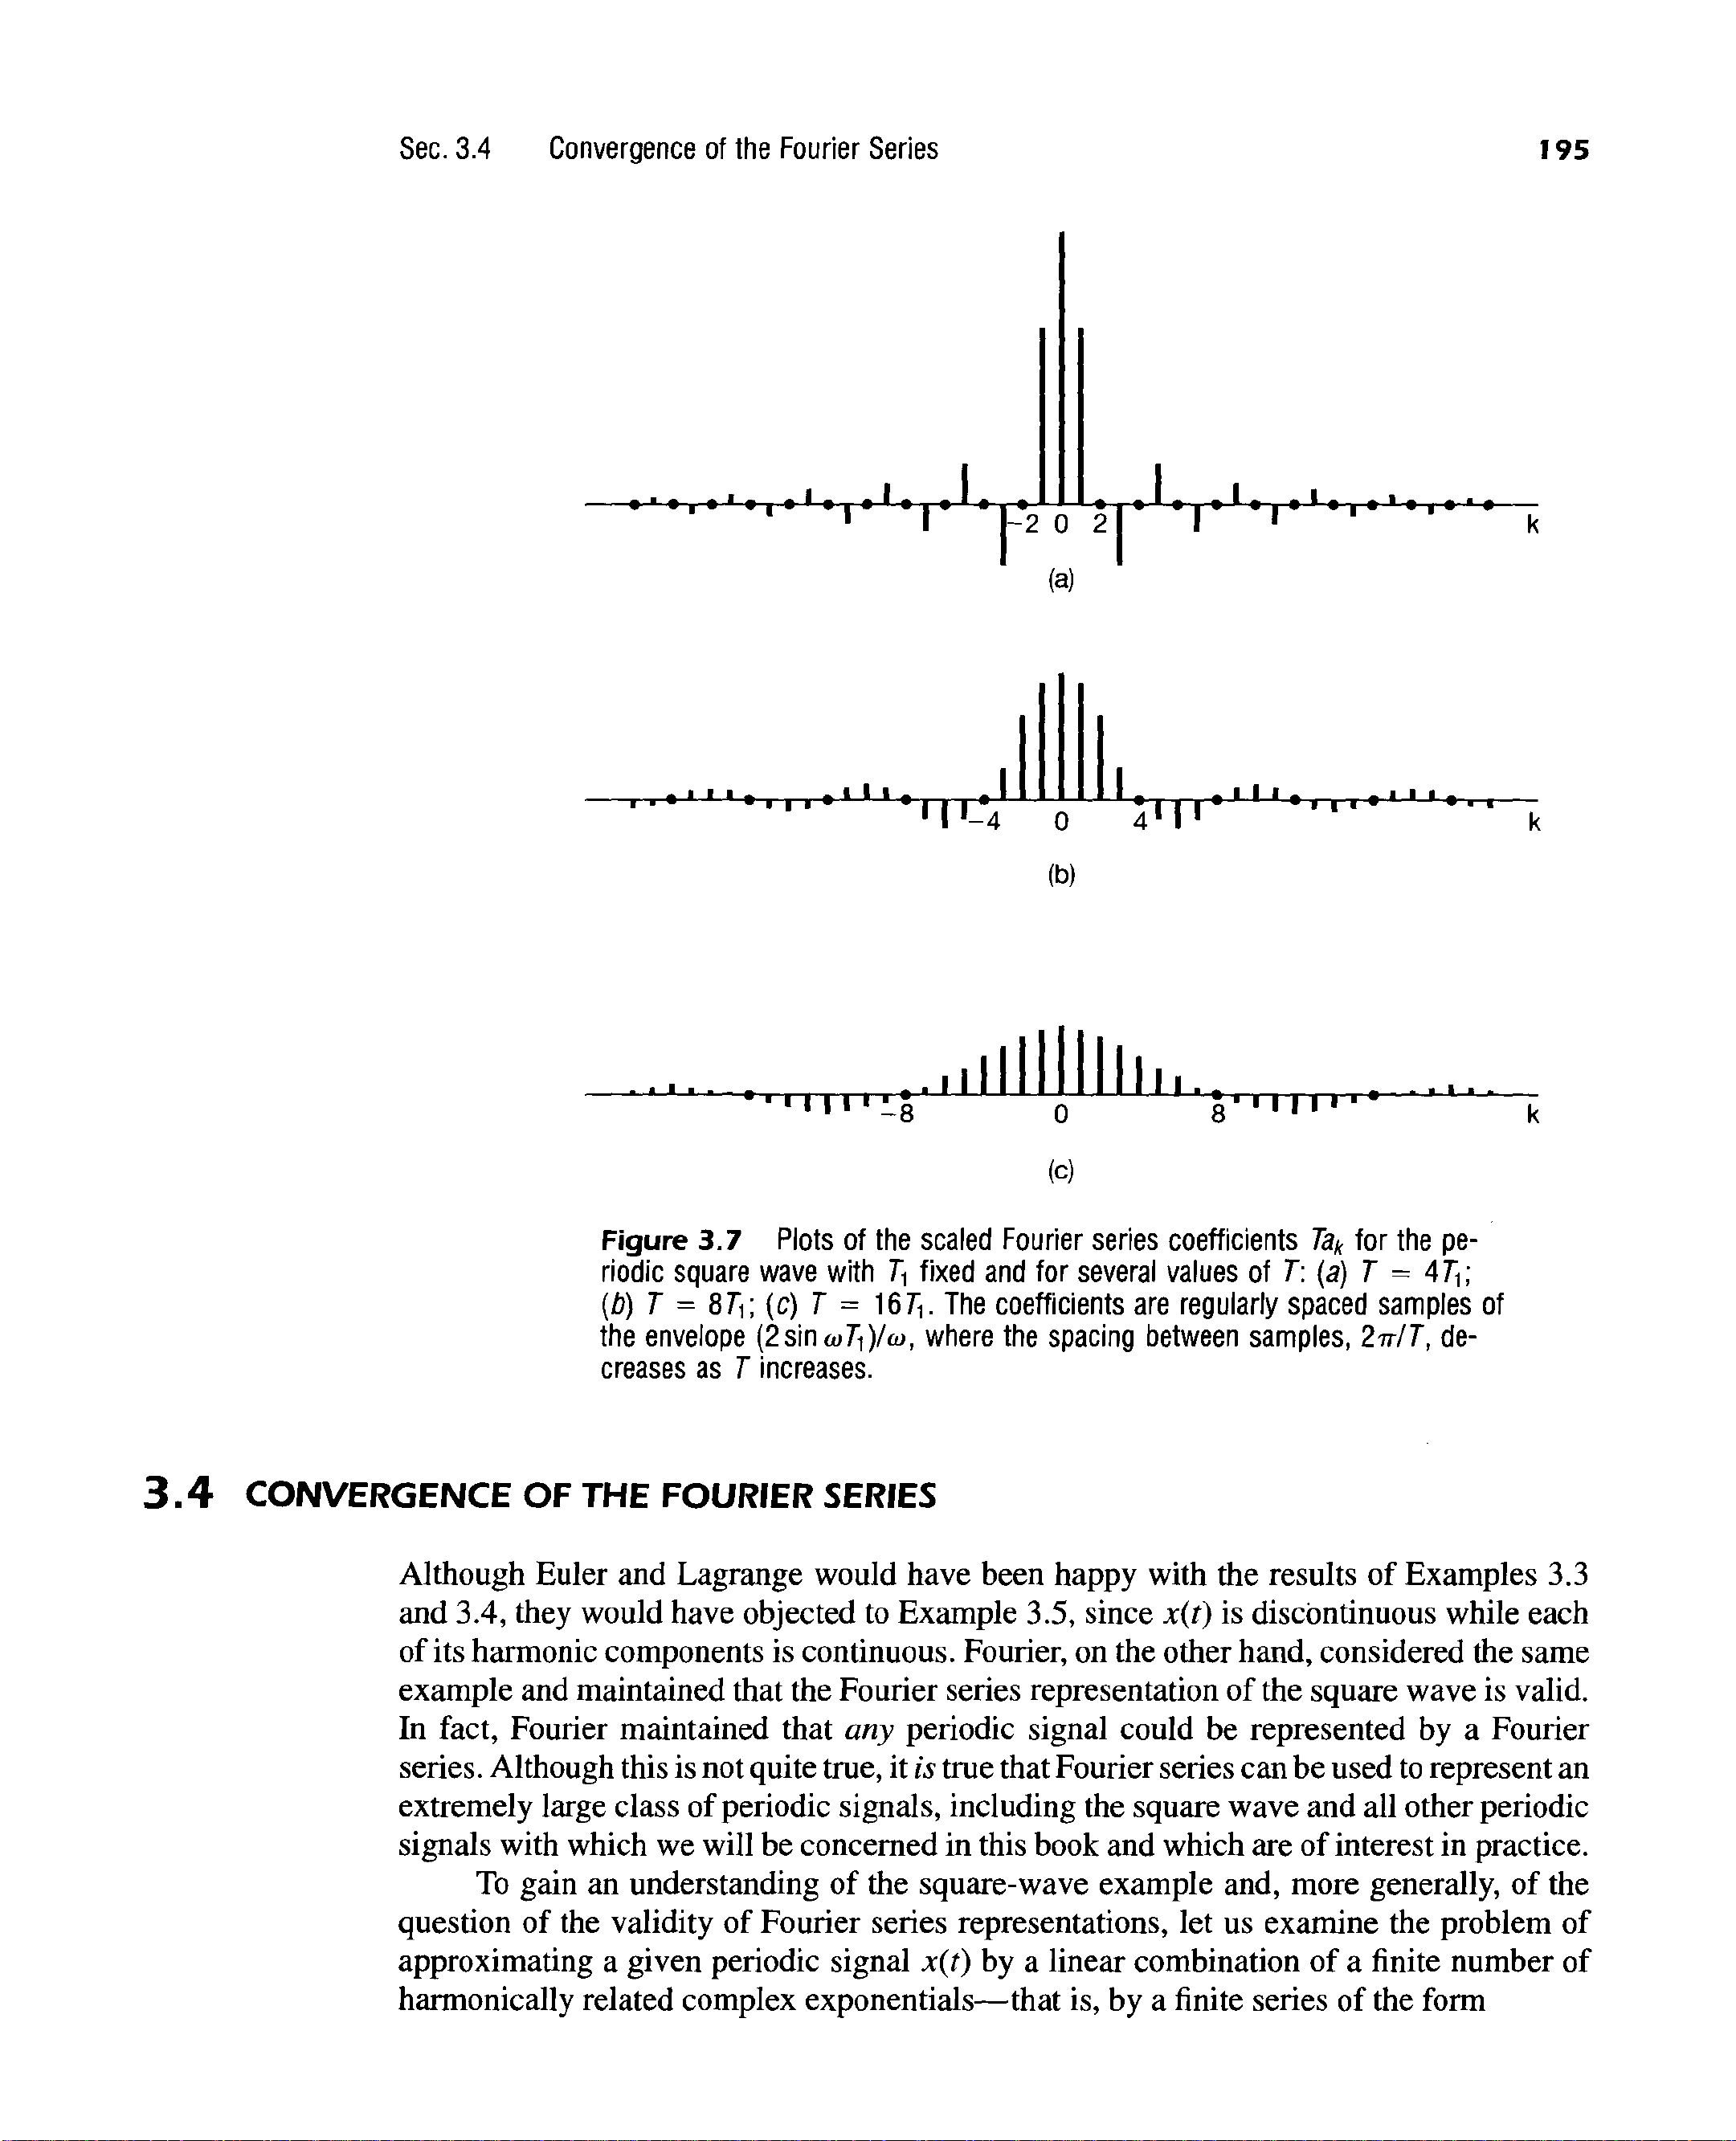 Sec. 3.4 Convergence of the Fourier Series 195
-2 0 2 k
(a)
-4 0 4 k
(b)
-8 0 8 k
(c)
Figure 3.7 Plots of the scaled Fourier series coefficients Taₖ for the pe-
riodic square wave with T₁ fixed and for several values of T: (a) T = 4T₁;
(b) T = 8T₁; (c) T = 16T₁. The coefficients are regularly spaced samples of
the envelope (2 sin ωT₁)/ω, where the spacing between samples, 2π/T, de-
creases as T increases.
3.4 CONVERGENCE OF THE FOURIER SERIES
Although Euler and Lagrange would have been happy with the results of Examples 3.3
and 3.4, they would have objected to Example 3.5, since x(t) is discontinuous while each
of its harmonic components is continuous. Fourier, on the other hand, considered the same
example and maintained that the Fourier series representation of the square wave is valid.
In fact, Fourier maintained that any periodic signal could be represented by a Fourier
series. Although this is not quite true, it is true that Fourier series can be used to represent an
extremely large class of periodic signals, including the square wave and all other periodic
signals with which we will be concerned in this book and which are of interest in practice.
To gain an understanding of the square-wave example and, more generally, of the
question of the validity of Fourier series representations, let us examine the problem of
approximating a given periodic signal x(t) by a linear combination of a finite number of
harmonically related complex exponentials—that is, by a finite series of the form